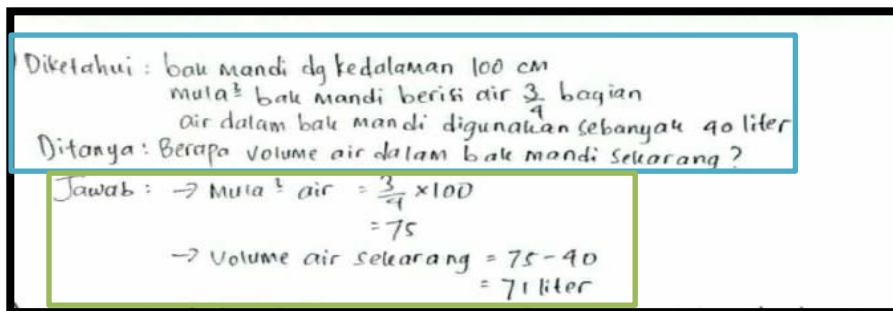 Diketahui : bak mandi dg kedalaman 100 cm
mula² bak mandi berisi air 3/4 bagian
air dalam bak mandi digunakan sebanyak 40 liter
Ditanya : Berapa volume air dalam bak mandi sekarang ?
Jawab : → Mula² air = 3/4 × 100
= 75
→ Volume air sekarang = 75 - 40
= 71 liter